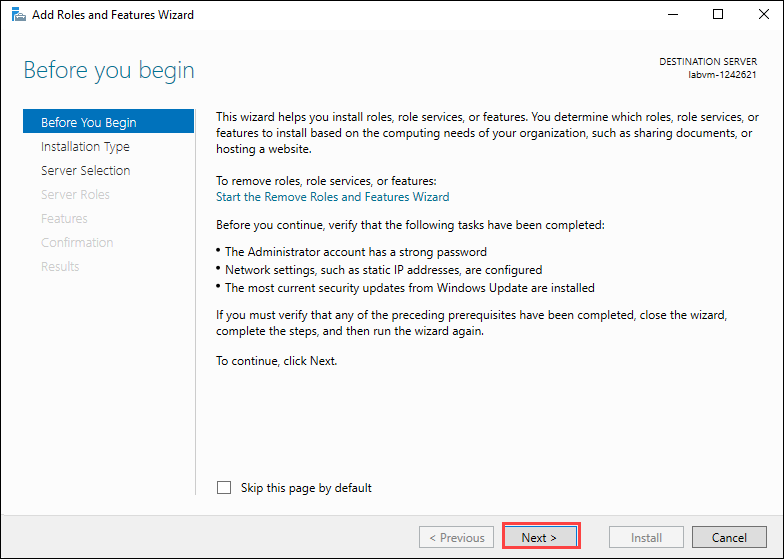 Add Roles and Features Wizard
Before you begin
DESTINATION SERVER
labvm-1242621
Before You Begin
Installation Type
Server Selection
Server Roles
Features
Confirmation
Results
This wizard helps you install roles, role services, or features. You determine which roles, role services, or
features to install based on the computing needs of your organization, such as sharing documents, or
hosting a website.
To remove roles, role services, or features:
Start the Remove Roles and Features Wizard
Before you continue, verify that the following tasks have been completed:
• The Administrator account has a strong password
• Network settings, such as static IP addresses, are configured
• The most current security updates from Windows Update are installed
If you must verify that any of the preceding prerequisites have been completed, close the wizard,
complete the steps, and then run the wizard again.
To continue, click Next.
Skip this page by default
< Previous
Next >
Install
Cancel